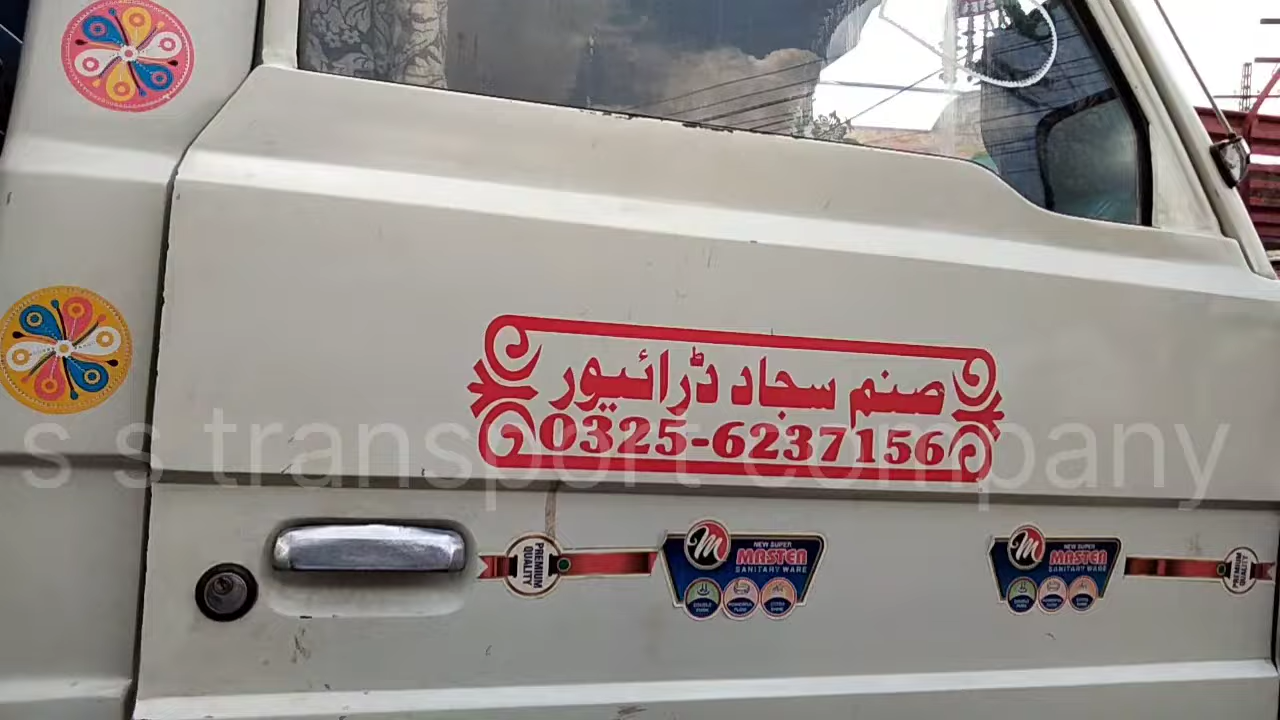 صنم سجاد ڈرائیور
0325-6237156
s s transport company
PREMIUM QUALITY
M
NEW SUPER
MASTER
SANITARY WARE
M
NEW SUPER
MASTER
SANITARY WARE